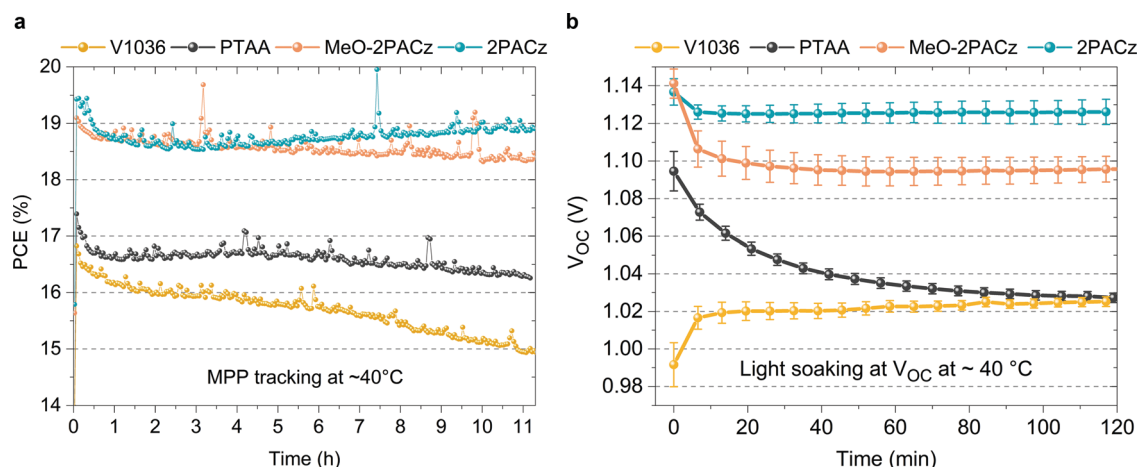 a
V1036 PTAA MeO-2PACz 2PACz
20
19
18
17
16
15
14
PCE (%)
0 1 2 3 4 5 6 7 8 9 10 11
Time (h)
MPP tracking at ~40°C
b
V1036 PTAA MeO-2PACz 2PACz
1.14
1.12
1.10
1.08
1.06
1.04
1.02
1.00
0.98
VOC (V)
0 20 40 60 80 100 120
Time (min)
Light soaking at VOC at ~ 40 °C